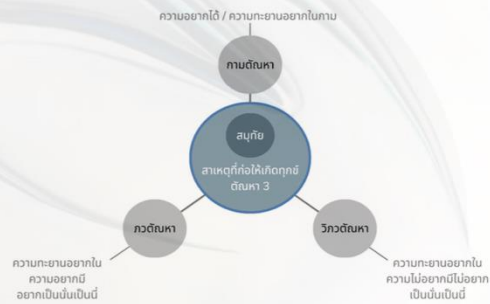 ความอยากได้ / ความทะยานอยากในกาม
กามตัณหา
สมุทัย
สาเหตุที่ก่อให้เกิดทุกข์
ตัณหา 3
ภวตัณหา
วิภวตัณหา
ความทะยานอยากใน
ความอยากมี
อยากเป็นนั่นเป็นนี่
ความทะยานอยากใน
ความไม่อยากมีไม่อยาก
เป็นนั่นเป็นนี่